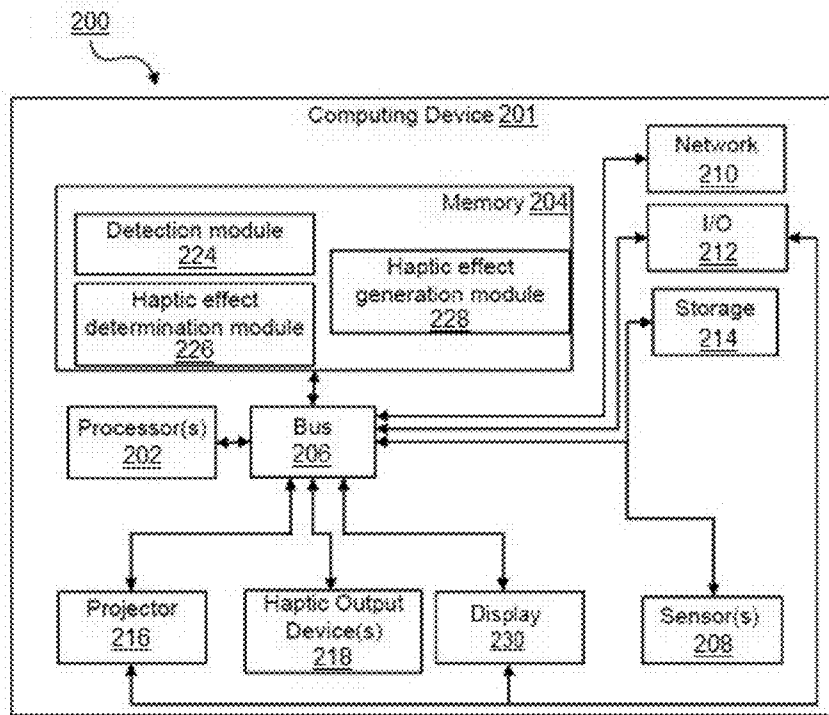 200
Computing Device 201
Network
210
Memory 204
I/O
212
Detection module
224
Haptic effect
generation module
228
Haptic effect
determination module
226
Storage
214
Processor(s)
202
Bus
206
Projector
216
Haptic Output
Device(s)
218
Display
230
Sensor(s)
208